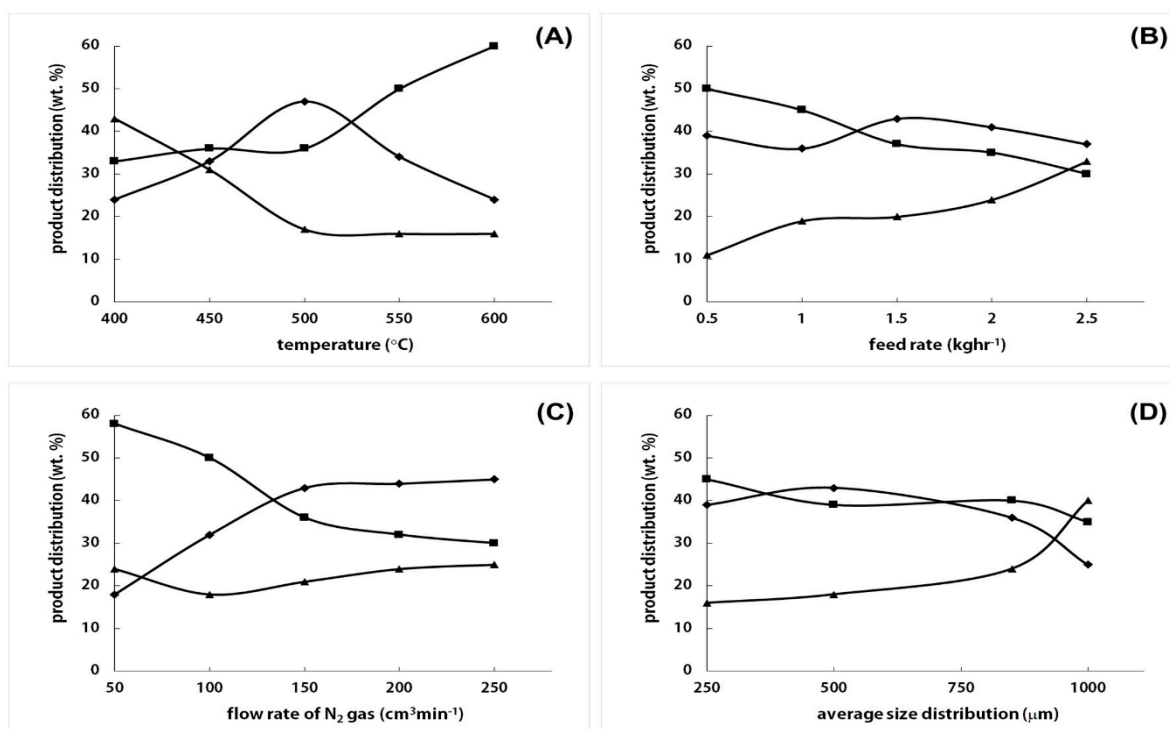 (A)
product distribution (wt. %)
60
50
40
30
20
10
0
400 450 500 550 600
temperature (°C)
(B)
product distribution (wt. %)
60
50
40
30
20
10
0
0.5 1 1.5 2 2.5
feed rate (kghr⁻¹)
(C)
product distribution (wt. %)
60
50
40
30
20
10
0
50 100 150 200 250
flow rate of N₂ gas (cm³min⁻¹)
(D)
product distribution (wt. %)
60
50
40
30
20
10
0
250 500 750 1000
average size distribution (μm)